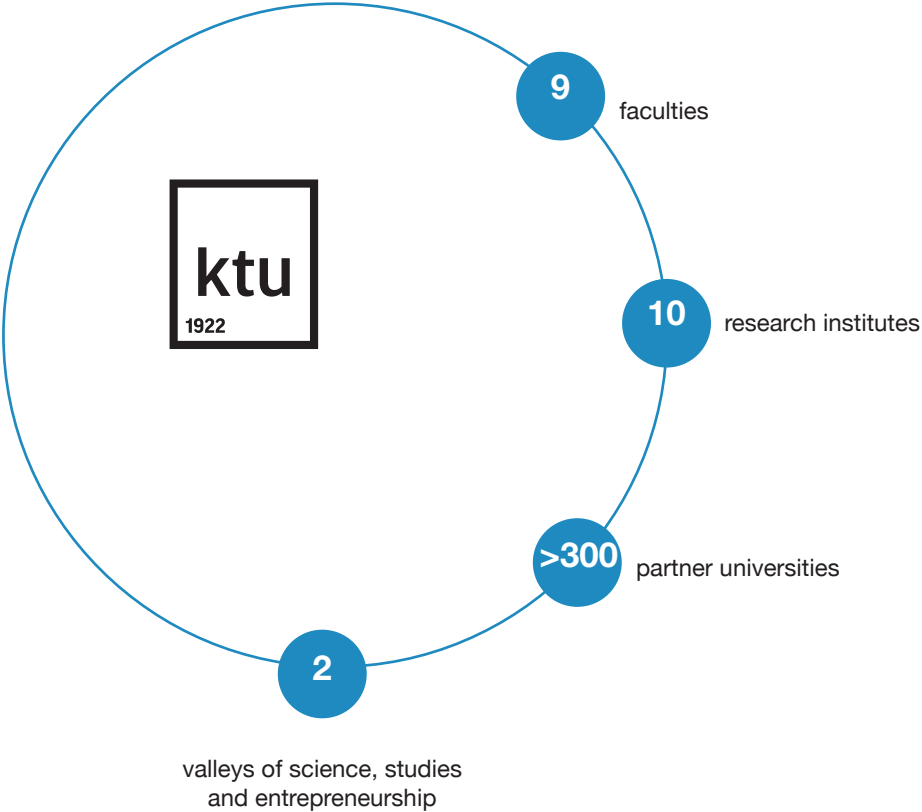 9
faculties
ktu
1922
10
research institutes
>300
partner universities
2
valleys of science, studies
and entrepreneurship